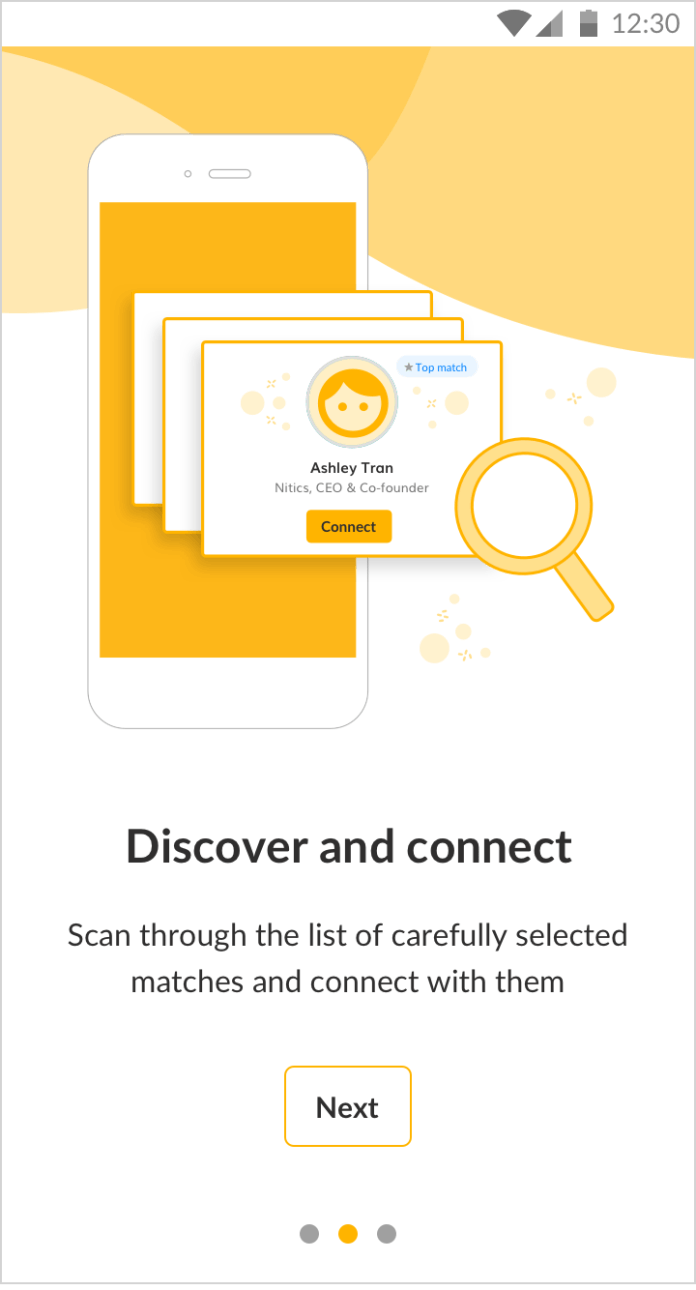 12:30
Top match
Ashley Tran
Nitics, CEO & Co-founder
Connect
Discover and connect
Scan through the list of carefully selected
matches and connect with them
Next